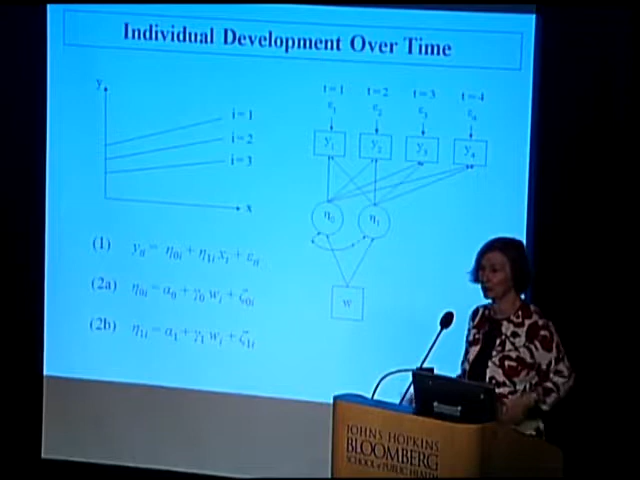 Individual Development Over Time
y
i = 1
i = 2
i = 3
x
t = 1 t = 2 t = 3 t = 4
ε₁ ε₂ ε₃ ε₄
y₁ y₂ y₃ y₄
η₀ η₁
w
(1) yₜᵢ = η₀ᵢ + η₁ᵢ xₜ + εₜᵢ
(2a) η₀ᵢ = α₀ + γ₀ wᵢ + ζ₀ᵢ
(2b) η₁ᵢ = α₁ + γ₁ wᵢ + ζ₁ᵢ
JOHNS HOPKINS
BLOOMBERG
SCHOOL of PUBLIC HEALTH